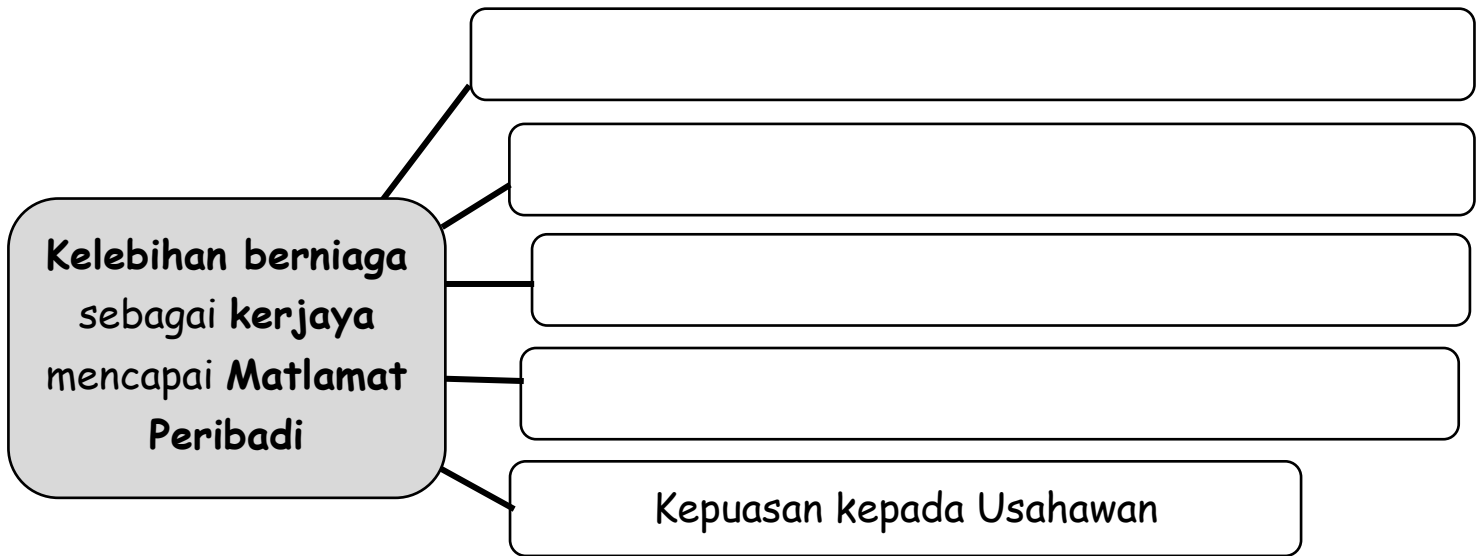 Kelebihan berniaga
sebagai kerjaya
mencapai Matlamat
Peribadi
Kepuasan kepada Usahawan